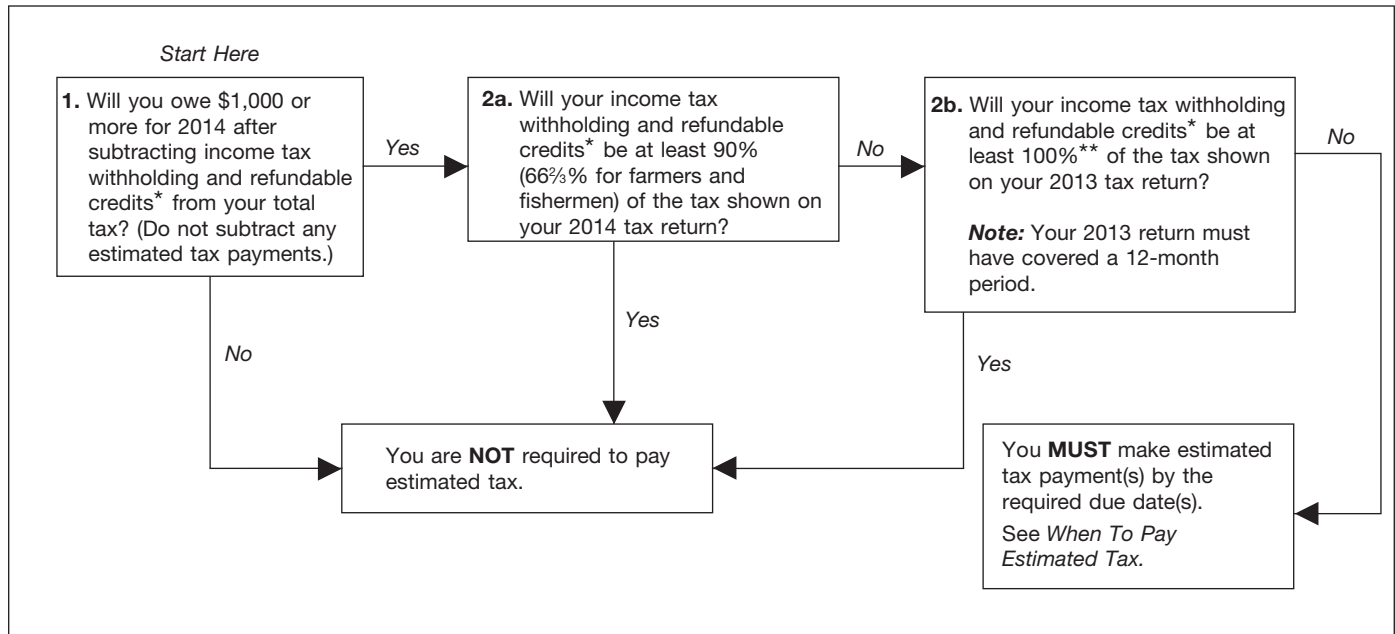 Start Here
1. Will you owe $1,000 or
more for 2014 after
subtracting income tax
withholding and refundable
credits* from your total
tax? (Do not subtract any
estimated tax payments.)
Yes
2a. Will your income tax
withholding and refundable
credits* be at least 90%
(66⅔% for farmers and
fishermen) of the tax shown on
your 2014 tax return?
No
2b. Will your income tax withholding
and refundable credits* be at
least 100%** of the tax shown
on your 2013 tax return?
Note: Your 2013 return must
have covered a 12-month
period.
No
No
Yes
Yes
You are NOT required to pay
estimated tax.
You MUST make estimated
tax payment(s) by the
required due date(s).
See When To Pay
Estimated Tax.